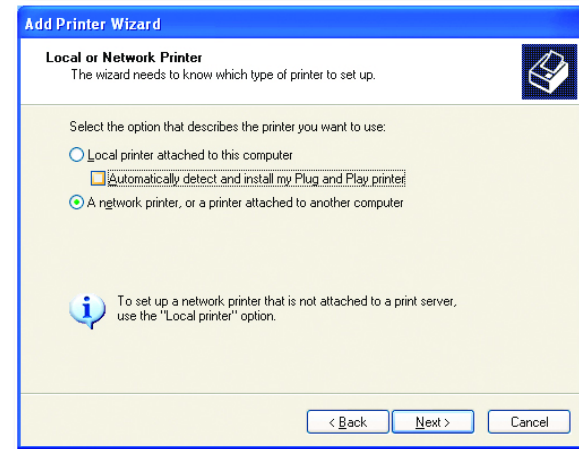 Add Printer Wizard
Local or Network Printer
The wizard needs to know which type of printer to set up.
Select the option that describes the printer you want to use:
Local printer attached to this computer
Automatically detect and install my Plug and Play printer
A network printer, or a printer attached to another computer
To set up a network printer that is not attached to a print server,
use the "Local printer" option.
< Back Next > Cancel